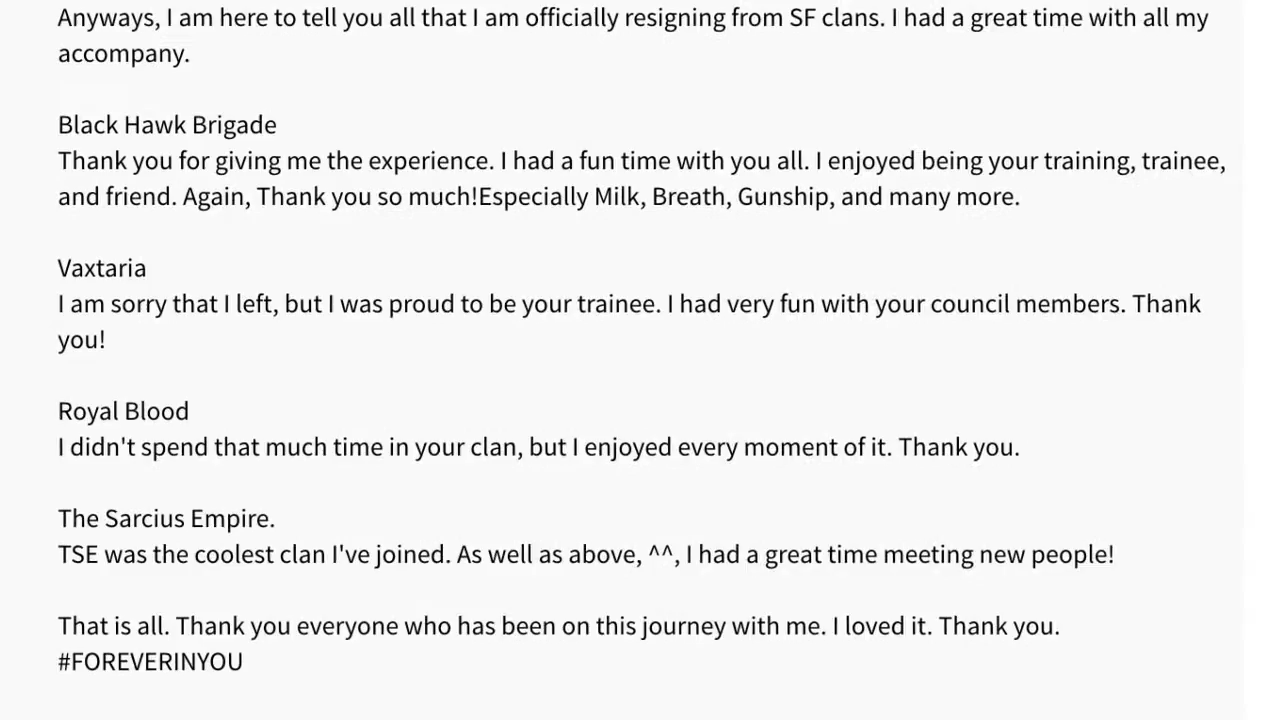 Anyways, I am here to tell you all that I am officially resigning from SF clans. I had a great time with all my
accompany.
Black Hawk Brigade
Thank you for giving me the experience. I had a fun time with you all. I enjoyed being your training, trainee,
and friend. Again, Thank you so much!Especially Milk, Breath, Gunship, and many more.
Vaxtaria
I am sorry that I left, but I was proud to be your trainee. I had very fun with your council members. Thank
you!
Royal Blood
I didn't spend that much time in your clan, but I enjoyed every moment of it. Thank you.
The Sarcius Empire.
TSE was the coolest clan I've joined. As well as above, ^^, I had a great time meeting new people!
That is all. Thank you everyone who has been on this journey with me. I loved it. Thank you.
#FOREVERINYOU